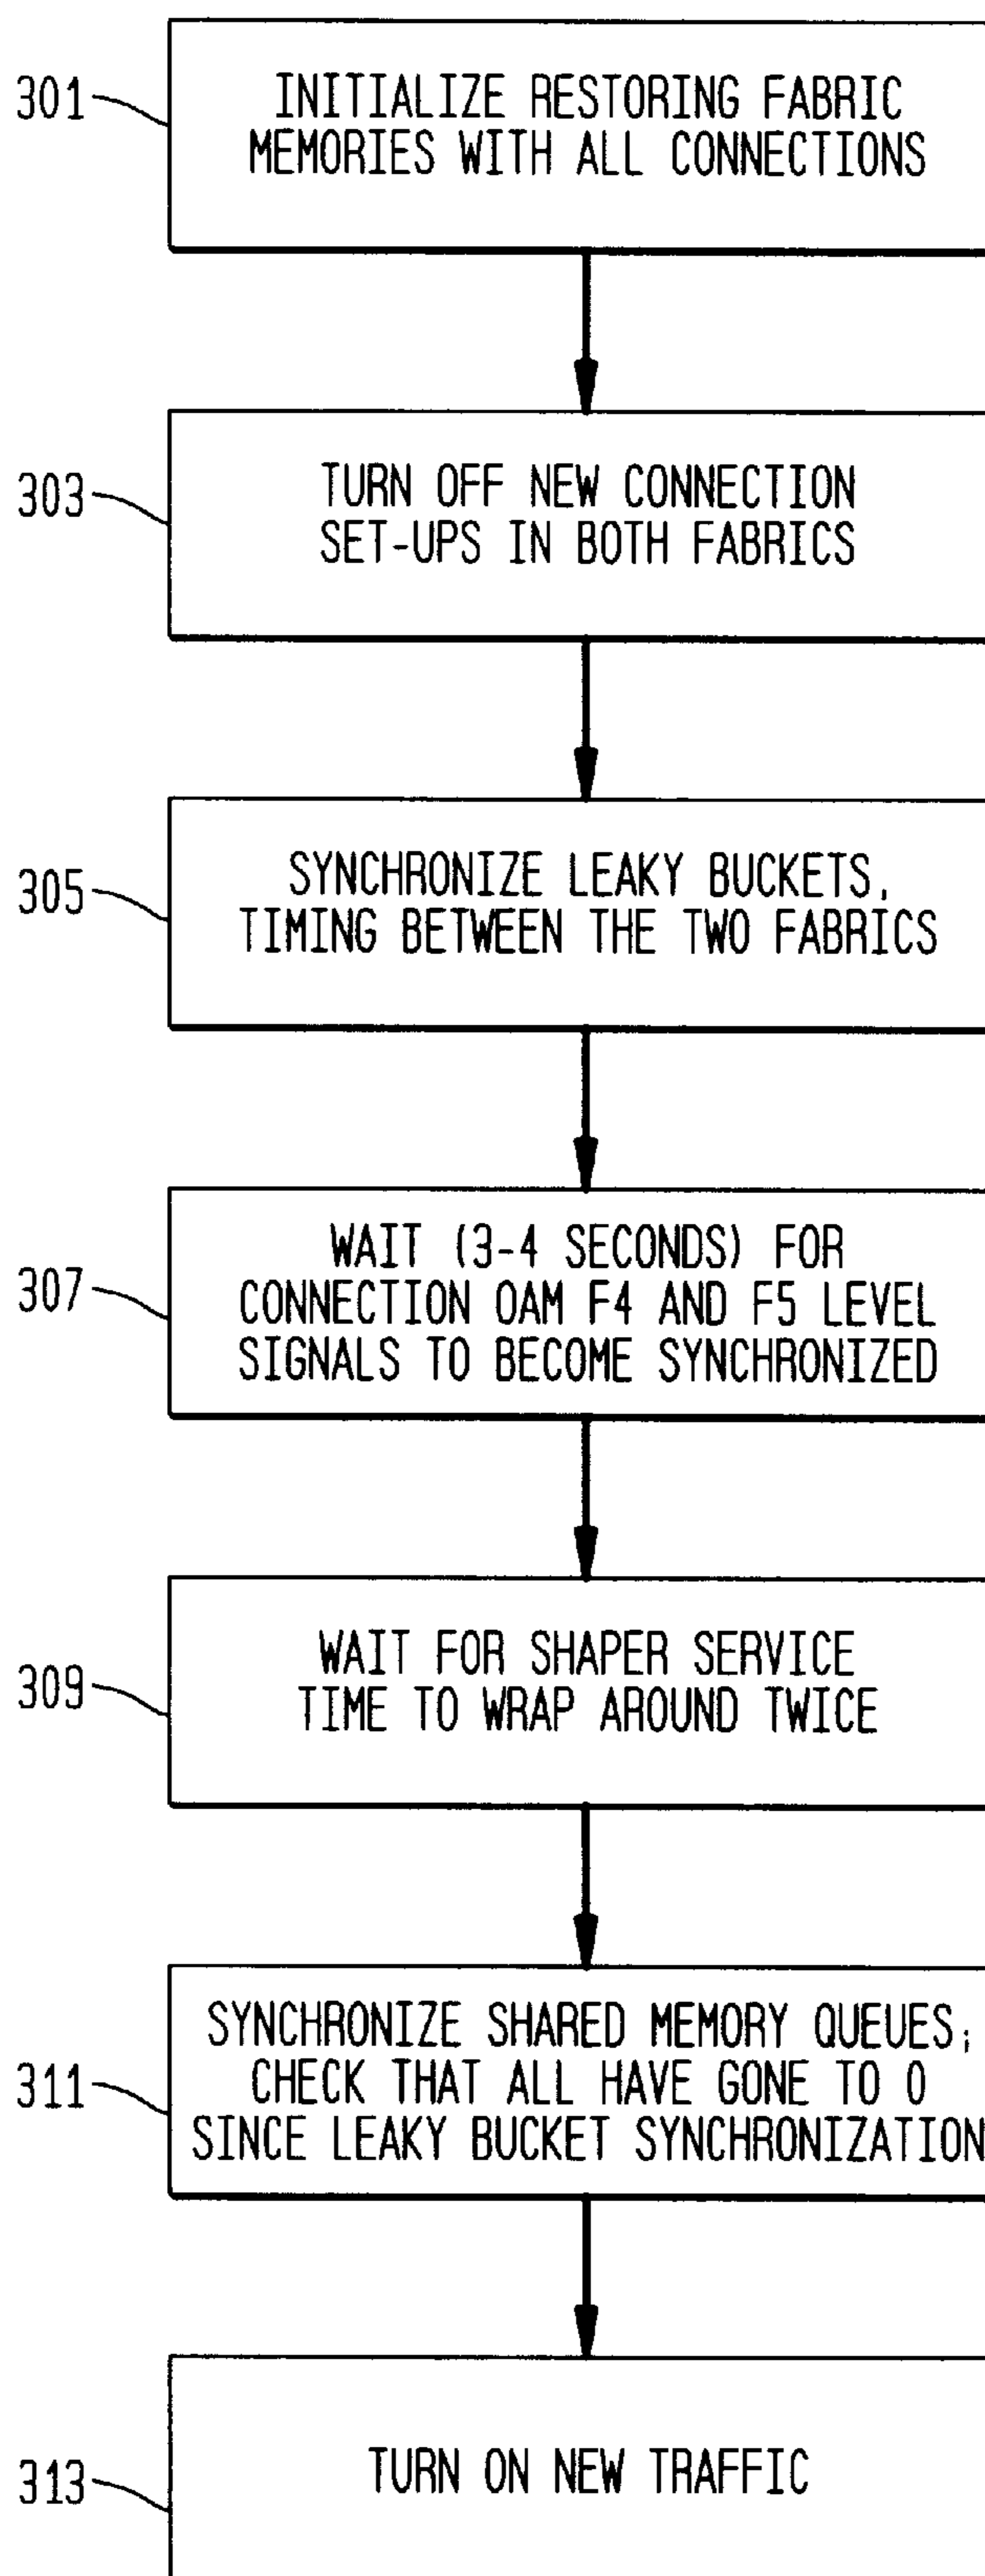 301
INITIALIZE RESTORING FABRIC
MEMORIES WITH ALL CONNECTIONS
303
TURN OFF NEW CONNECTION
SET-UPS IN BOTH FABRICS
305
SYNCHRONIZE LEAKY BUCKETS,
TIMING BETWEEN THE TWO FABRICS
307
WAIT (3-4 SECONDS) FOR
CONNECTION OAM F4 AND F5 LEVEL
SIGNALS TO BECOME SYNCHRONIZED
309
WAIT FOR SHAPER SERVICE
TIME TO WRAP AROUND TWICE
311
SYNCHRONIZE SHARED MEMORY QUEUES;
CHECK THAT ALL HAVE GONE TO 0
SINCE LEAKY BUCKET SYNCHRONIZATION
313
TURN ON NEW TRAFFIC